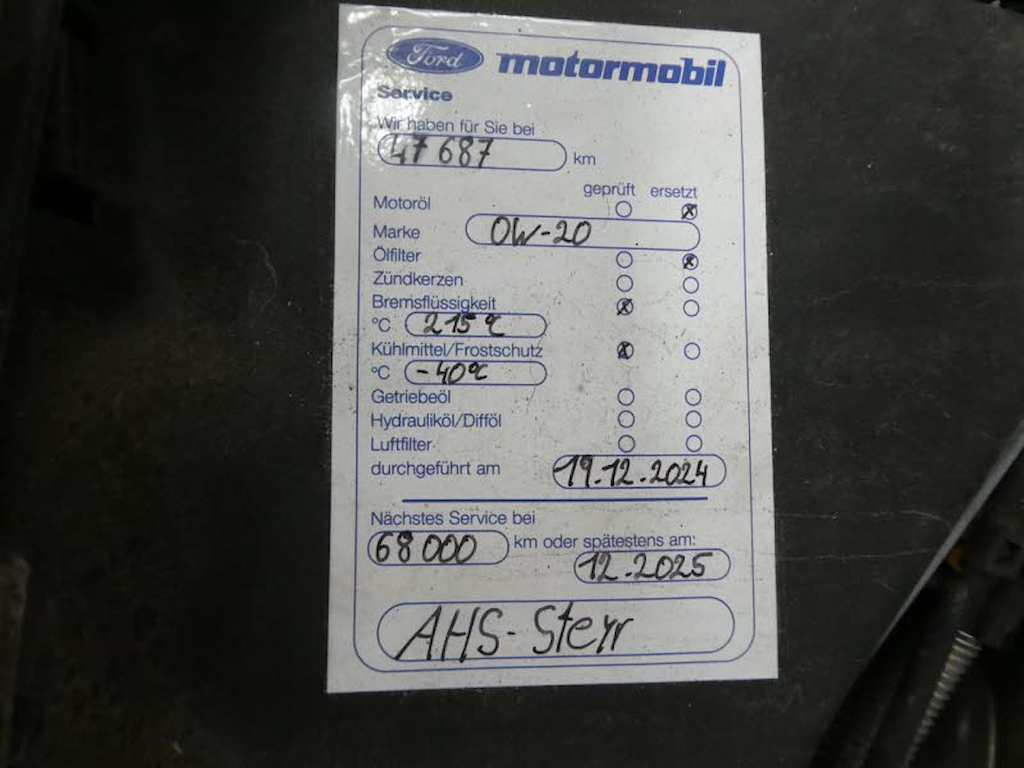 Ford motormobil
Service
Wir haben für Sie bei
47 687 km
geprüft ersetzt
Motoröl
Marke 0W-20
Ölfilter
Zündkerzen
Bremsflüssigkeit
°C 215°C
Kühlmittel/Frostschutz
°C -40°C
Getriebeöl
Hydrauliköl/Difföl
Luftfilter
durchgeführt am 19.12.2024
Nächstes Service bei
68 000 km oder spätestens am:
12.2025
AHS-Steyr